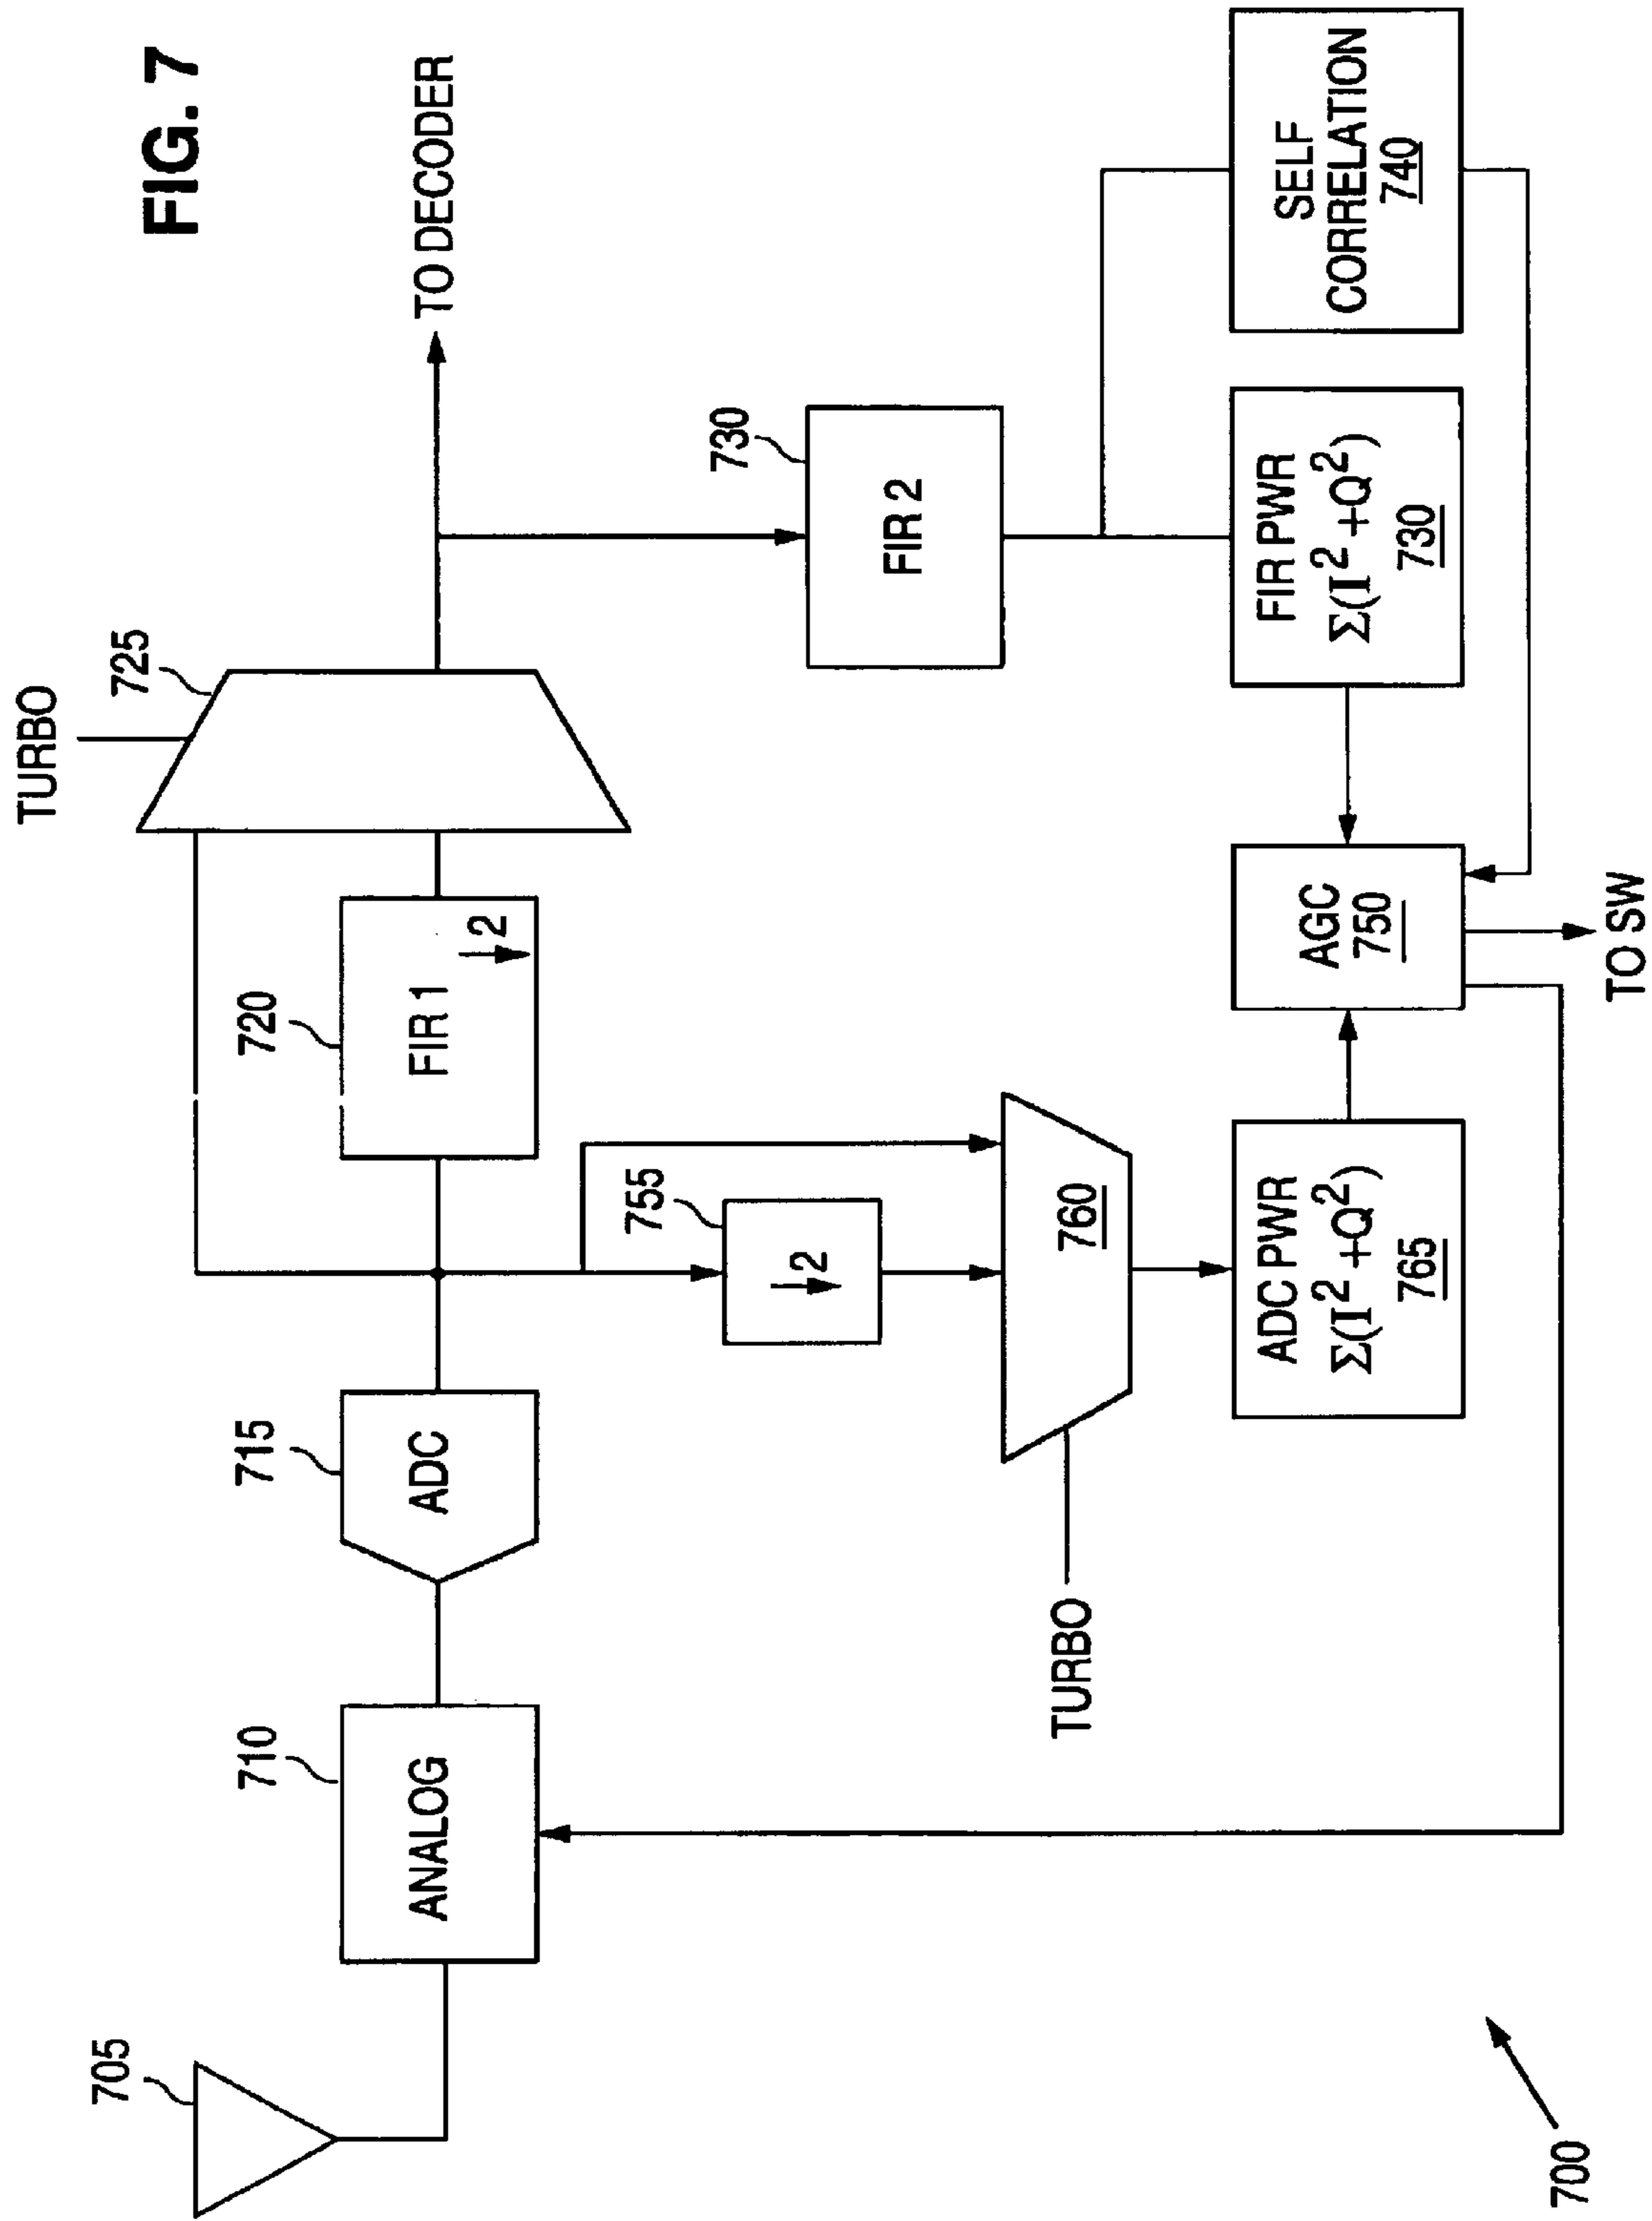 FIG. 7
TURBO
725
TO DECODER
720
FIR 1
↓2
715
ADC
710
ANALOG
705
730
FIR 2
755
↓2
760
TURBO
ADC PWR
Σ(I² +Q²)
765
AGC
750
FIR PWR
Σ(I² +Q²)
730
SELF
CORRELATION
740
TO SW
700